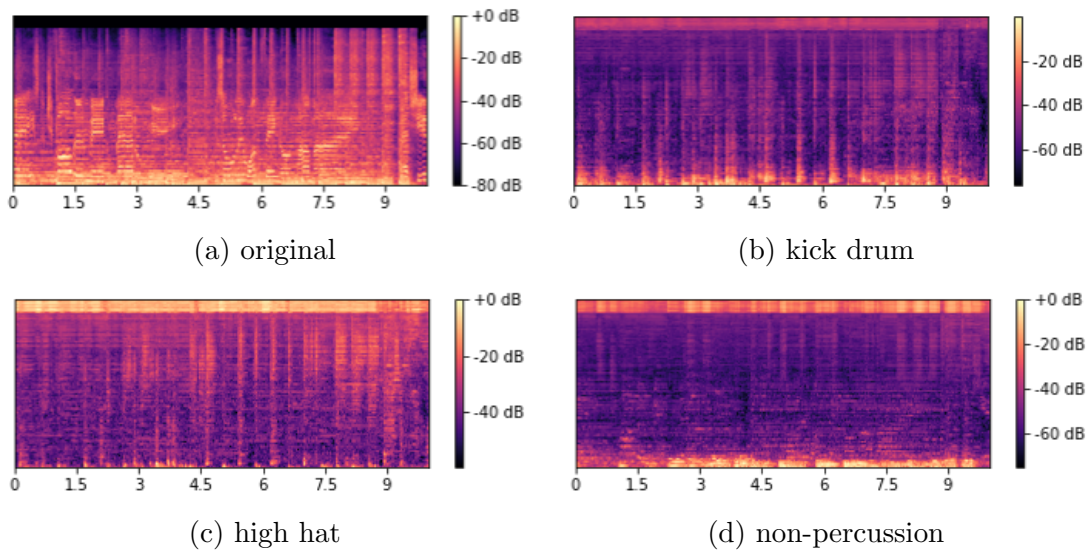 +0 dB
-20 dB
-40 dB
-60 dB
-80 dB
0 1.5 3 4.5 6 7.5 9
(a) original
-20 dB
-40 dB
-60 dB
0 1.5 3 4.5 6 7.5 9
(b) kick drum
+0 dB
-20 dB
-40 dB
0 1.5 3 4.5 6 7.5 9
(c) high hat
+0 dB
-20 dB
-40 dB
-60 dB
0 1.5 3 4.5 6 7.5 9
(d) non-percussion